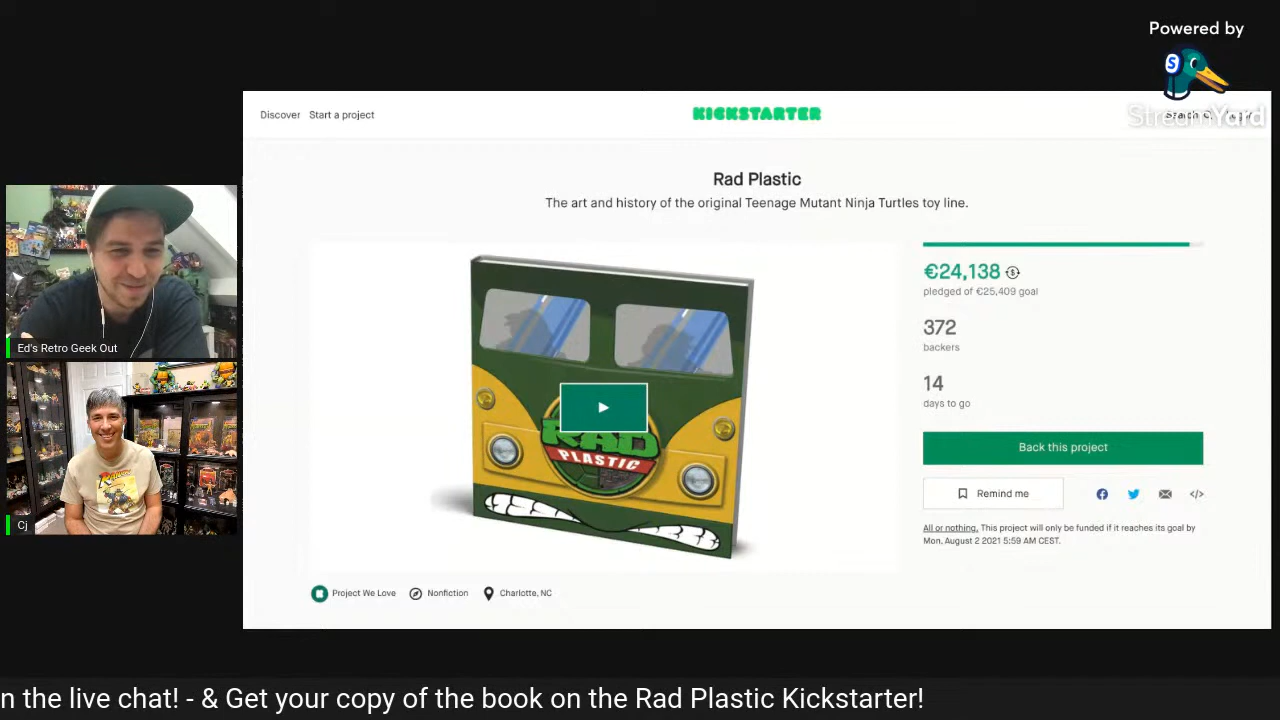 Powered by
StreamYard
Discover Start a project
KICKSTARTER
Search
Rad Plastic
The art and history of the original Teenage Mutant Ninja Turtles toy line.
€24,138
pledged of €25,409 goal
372
backers
14
days to go
Back this project
Remind me
All or nothing. This project will only be funded if it reaches its goal by
Mon, August 2 2021 5:59 AM CEST.
RAD
PLASTIC
Project We Love
Nonfiction
Charlotte, NC
Ed's Retro Geek Out
Cj
n the live chat! - & Get your copy of the book on the Rad Plastic Kickstarter!